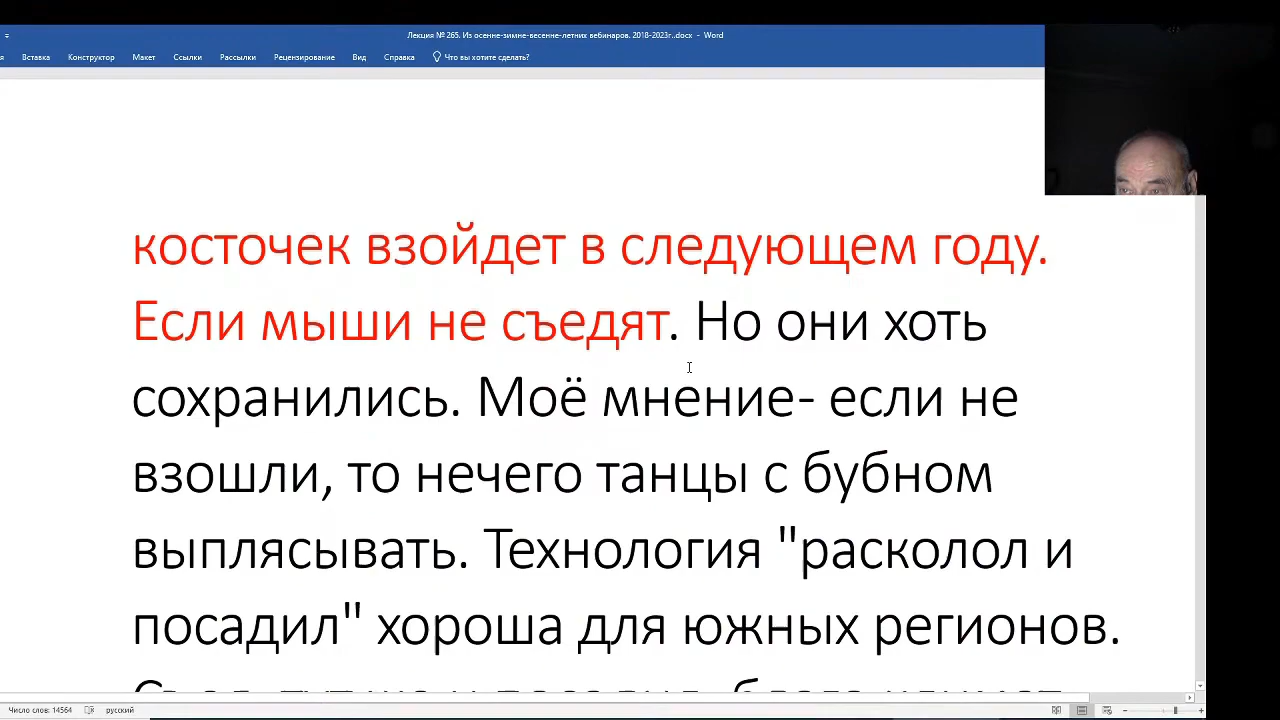 Лекция № 265. Из осенне-зимне-весенне-летних вебинаров. 2018-2023г..docx - Word
я Вставка Конструктор Макет Ссылки Рассылки Рецензирование Вид Справка Что вы хотите сделать?
косточек взойдет в следующем году.
Если мыши не съедят. Но они хоть
сохранились. Моё мнение- если не
взошли, то нечего танцы с бубном
выплясывать. Технология "расколол и
посадил" хороша для южных регионов.
Число слов: 14564 русский